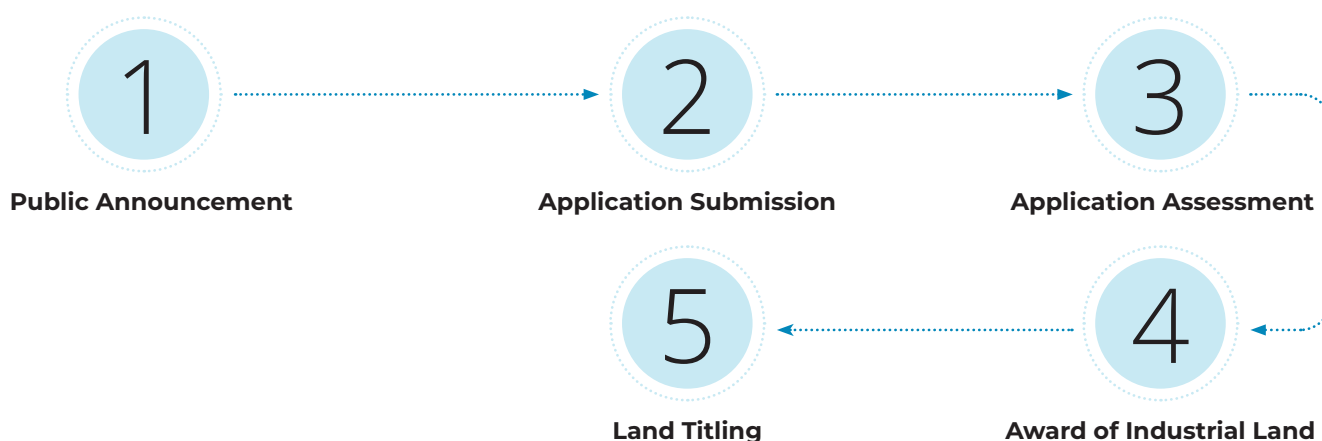 1
2
3
Public Announcement
Application Submission
Application Assessment
5
4
Land Titling
Award of Industrial Land